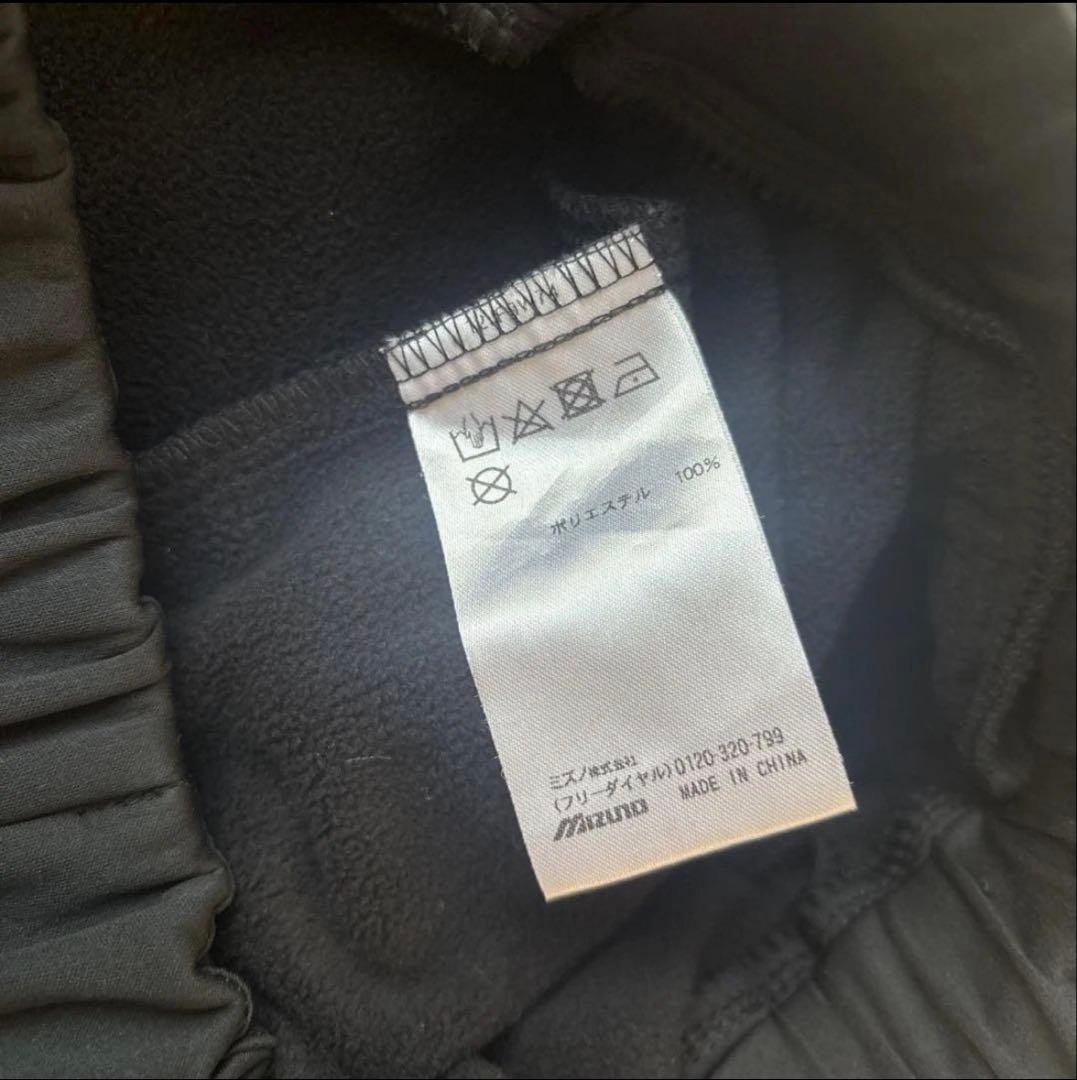 ポリエステル 100%
ミズノ株式会社
(フリーダイヤル)0120-320-799
Mizuno MADE IN CHINA